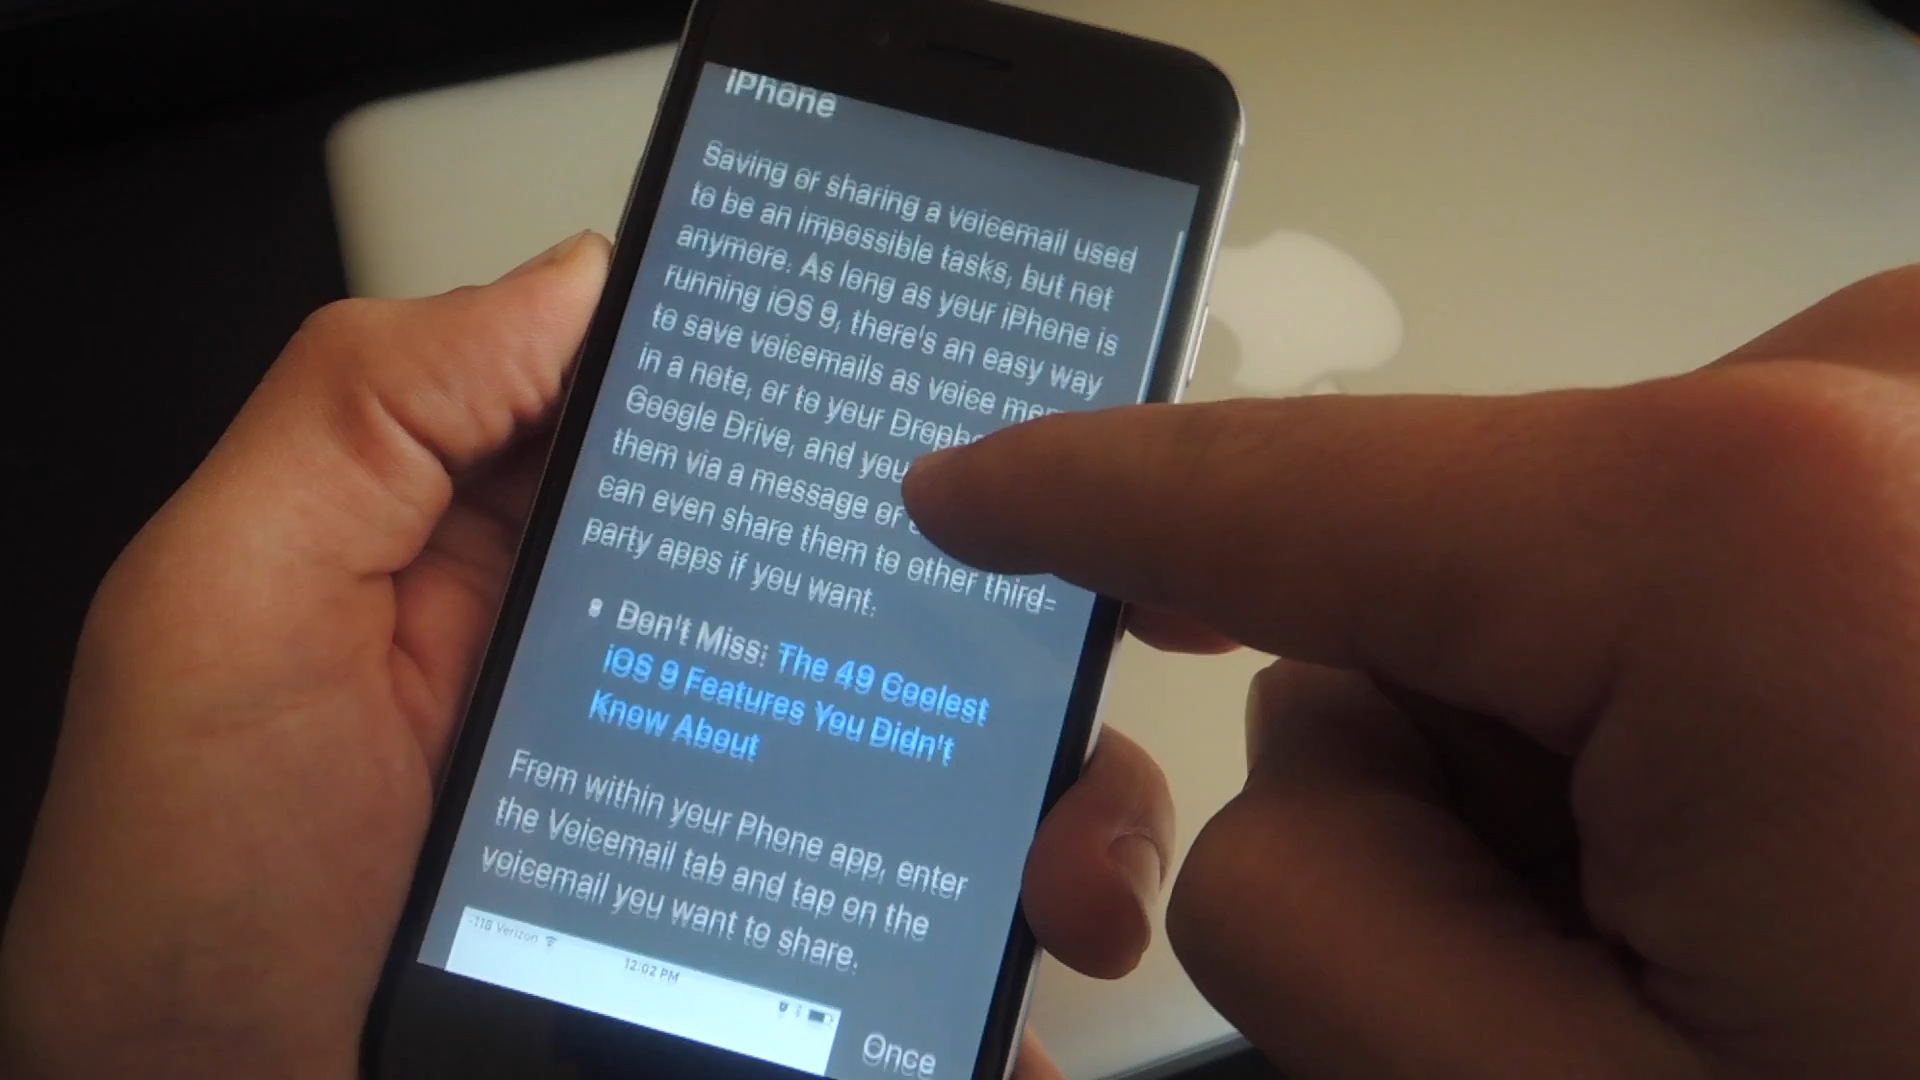 iPhone
Saving or sharing a voicemail used
to be an impossible tasks, but not
anymore. As long as your iPhone is
running iOS 9, there's an easy way
to save voicemails as voice
in a note, or to your
Google Drive, and you
them via a message or
can even share them to other third-
party apps if you want.
• Don't Miss: The 49 Coolest
iOS 9 Features You Didn't
Know About
From within your Phone app, enter
the Voicemail tab and tap on the
voicemail you want to share.
-118 Verizon
12:02 PM
Once